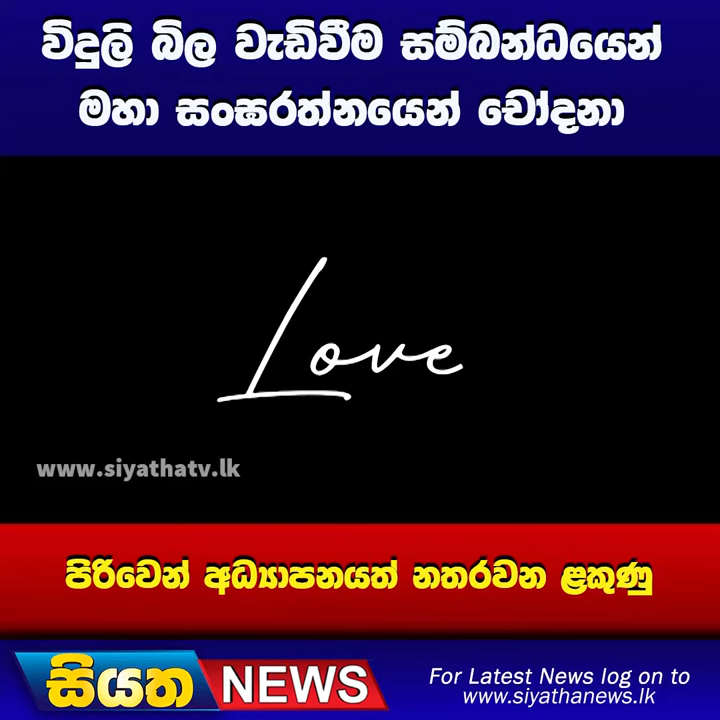 විදුලි බිල වැඩිවීම සම්බන්ධයෙන්
මහා සංඝරත්නයෙන් චෝදනා
Love
www.siyathatv.lk
පිරිවෙන් අධ්‍යාපනයත් නතරවන ළකුණු
සියත NEWS
For Latest News log on to
www.siyathanews.lk